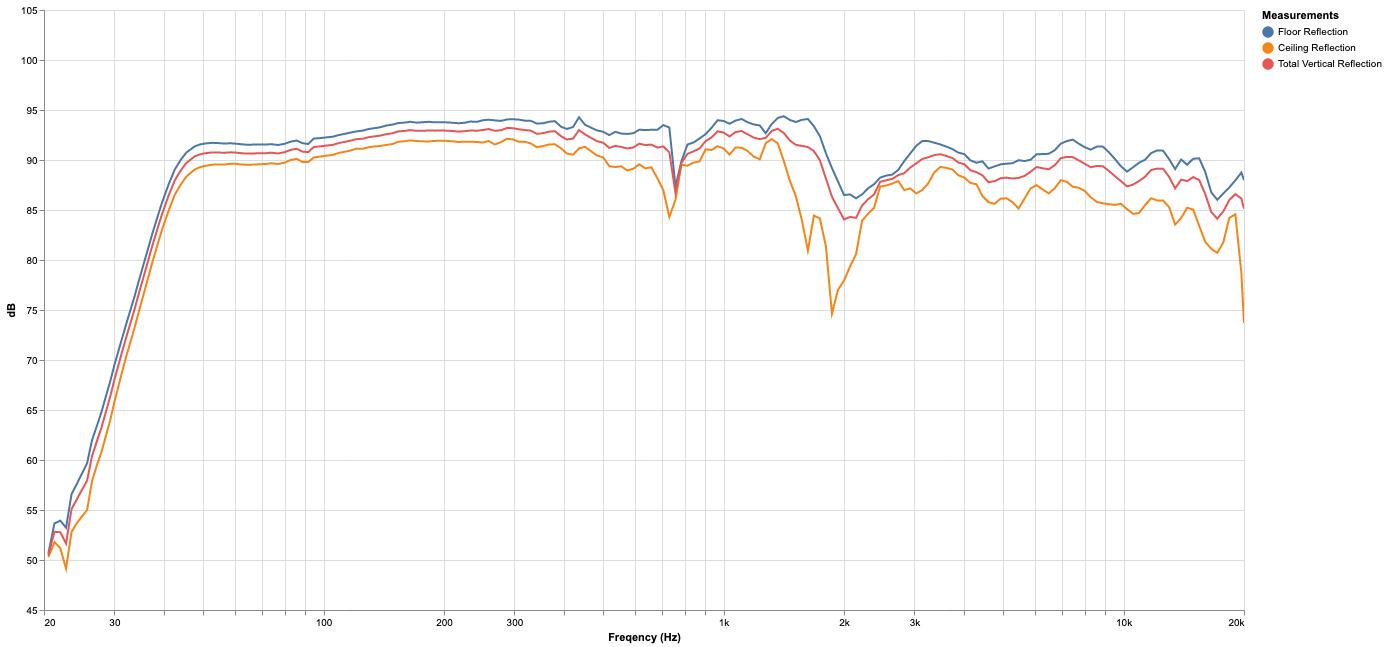 Measurements
Floor Reflection
Ceiling Reflection
Total Vertical Reflection
105
100
95
90
85
80
75
70
65
60
55
50
45
dB
20 30 100 200 300 1k 2k 3k 10k 20k
Freqency (Hz)